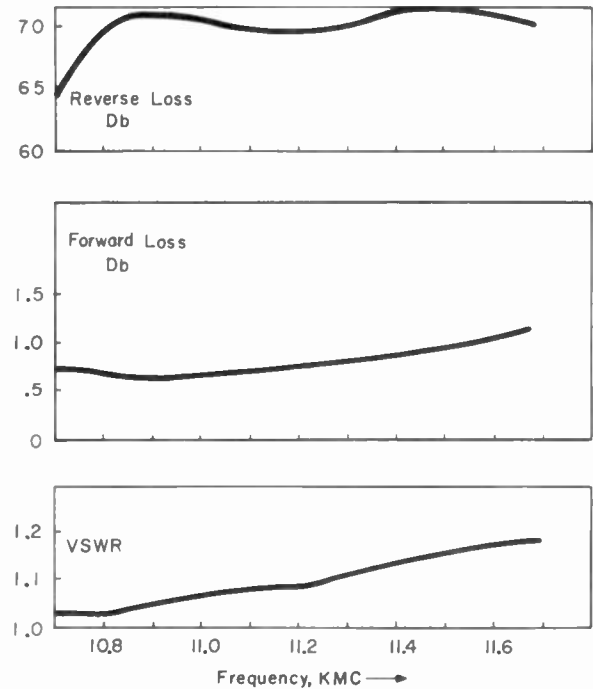 70
65
60
Reverse Loss
Db
Forward Loss
Db
1.5
1.0
.5
0
VSWR
1.2
1.1
1.0
10.8 11.0 11.2 11.4 11.6
Frequency, KMC →